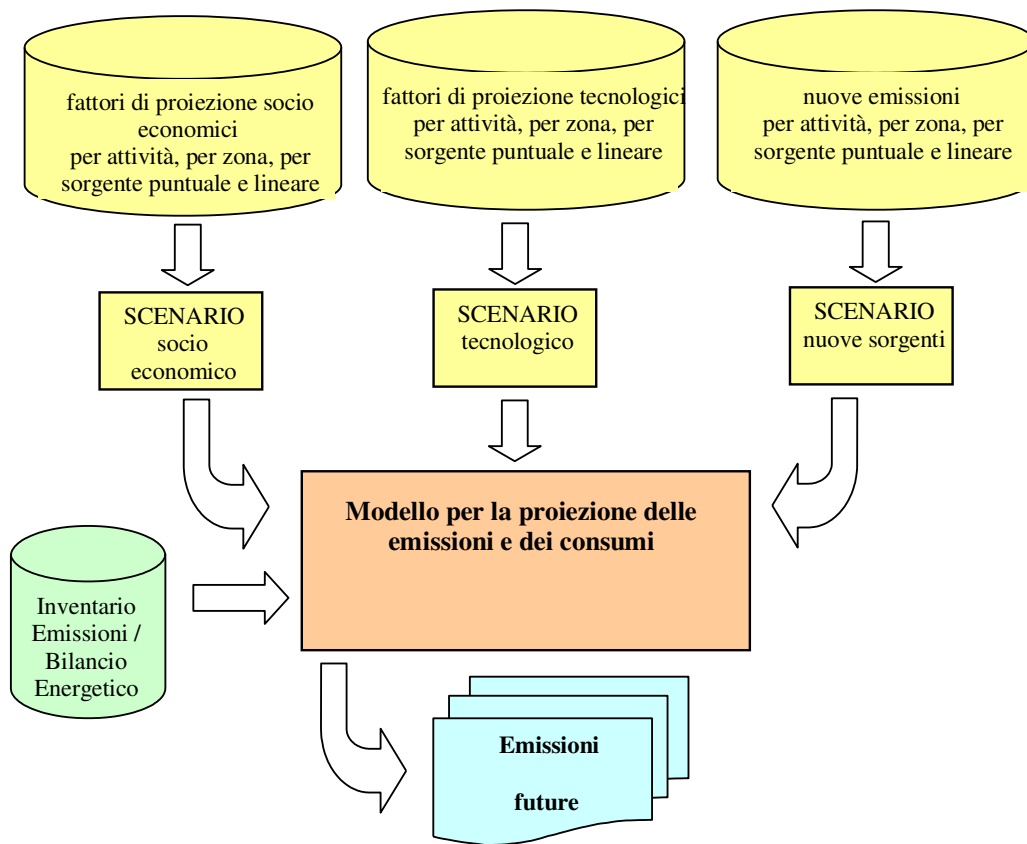 fattori di proiezione socio
economici
per attività, per zona, per
sorgente puntuale e lineare
fattori di proiezione tecnologici
per attività, per zona, per
sorgente puntuale e lineare
nuove emissioni
per attività, per zona, per
sorgente puntuale e lineare
SCENARIO
socio
economico
SCENARIO
tecnologico
SCENARIO
nuove sorgenti
Modello per la proiezione delle
emissioni e dei consumi
Inventario
Emissioni /
Bilancio
Energetico
Emissioni
future